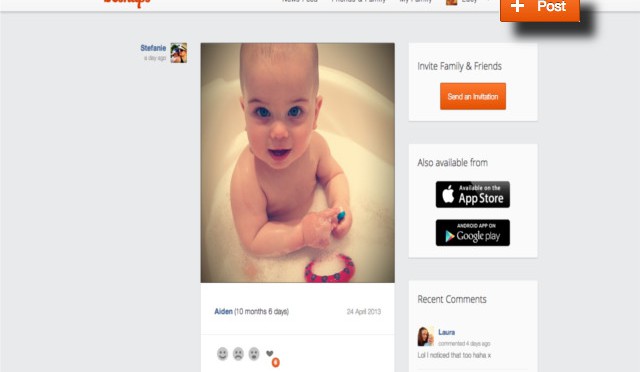 News Feed
Friends & Family
My Family
+ Post
Stefanie
a day ago
Invite Family & Friends
Send an Invitation
Also available from
Available on the
App Store
ANDROID APP ON
Google play
Aiden (10 months 6 days)
24 April 2013
Recent Comments
Laura
commented 4 days ago
Lol I noticed that too haha x